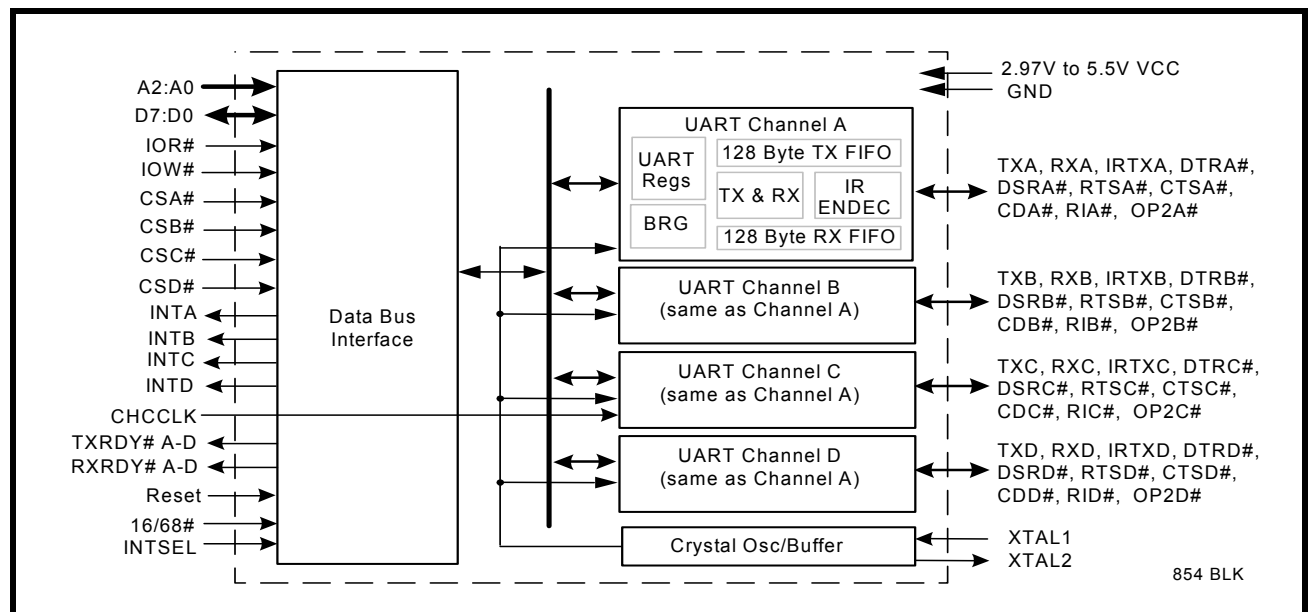 A2:A0
D7:D0
IOR#
IOW#
CSA#
CSB#
CSC#
CSD#
INTA
INTB
INTC
INTD
CHCCLK
TXRDY# A-D
RXRDY# A-D
Reset
16/68#
INTSEL
Data Bus
Interface
UART Channel A
UART
Regs
BRG
128 Byte TX FIFO
TX & RX
IR
ENDEC
128 Byte RX FIFO
UART Channel B
(same as Channel A)
UART Channel C
(same as Channel A)
UART Channel D
(same as Channel A)
Crystal Osc/Buffer
2.97V to 5.5V VCC
GND
TXA, RXA, IRTXA, DTRA#,
DSRA#, RTSA#, CTSA#,
CDA#, RIA#, OP2A#
TXB, RXB, IRTXB, DTRB#,
DSRB#, RTSB#, CTSB#,
CDB#, RIB#, OP2B#
TXC, RXC, IRTXC, DTRC#,
DSRC#, RTSC#, CTSC#,
CDC#, RIC#, OP2C#
TXD, RXD, IRTXD, DTRD#,
DSRD#, RTSD#, CTSD#,
CDD#, RID#, OP2D#
XTAL1
XTAL2
854 BLK